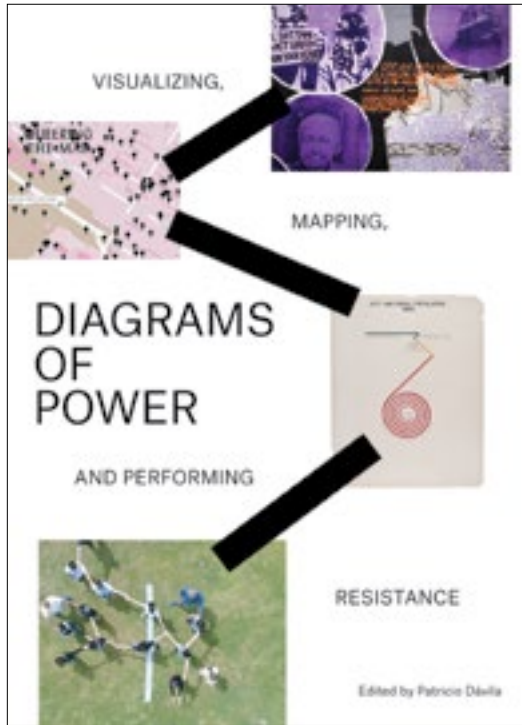 VISUALIZING,
MAPPING,
DIAGRAMS
OF
POWER
AND PERFORMING
RESISTANCE
Edited by Patricio Dávila